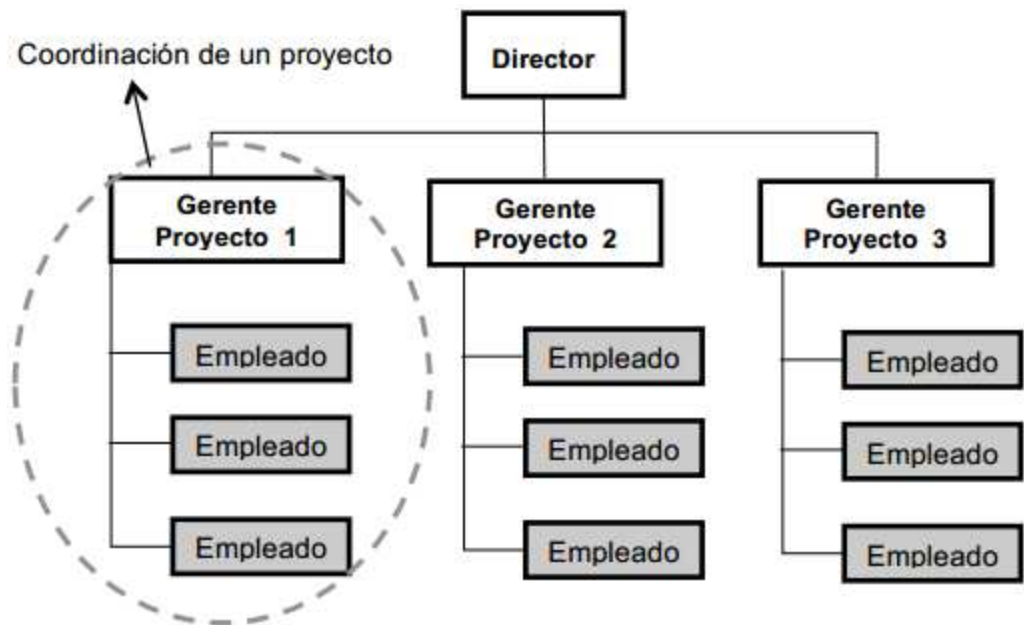 Coordinación de un proyecto
Director
Gerente
Proyecto 1
Gerente
Proyecto 2
Gerente
Proyecto 3
Empleado
Empleado
Empleado
Empleado
Empleado
Empleado
Empleado
Empleado
Empleado